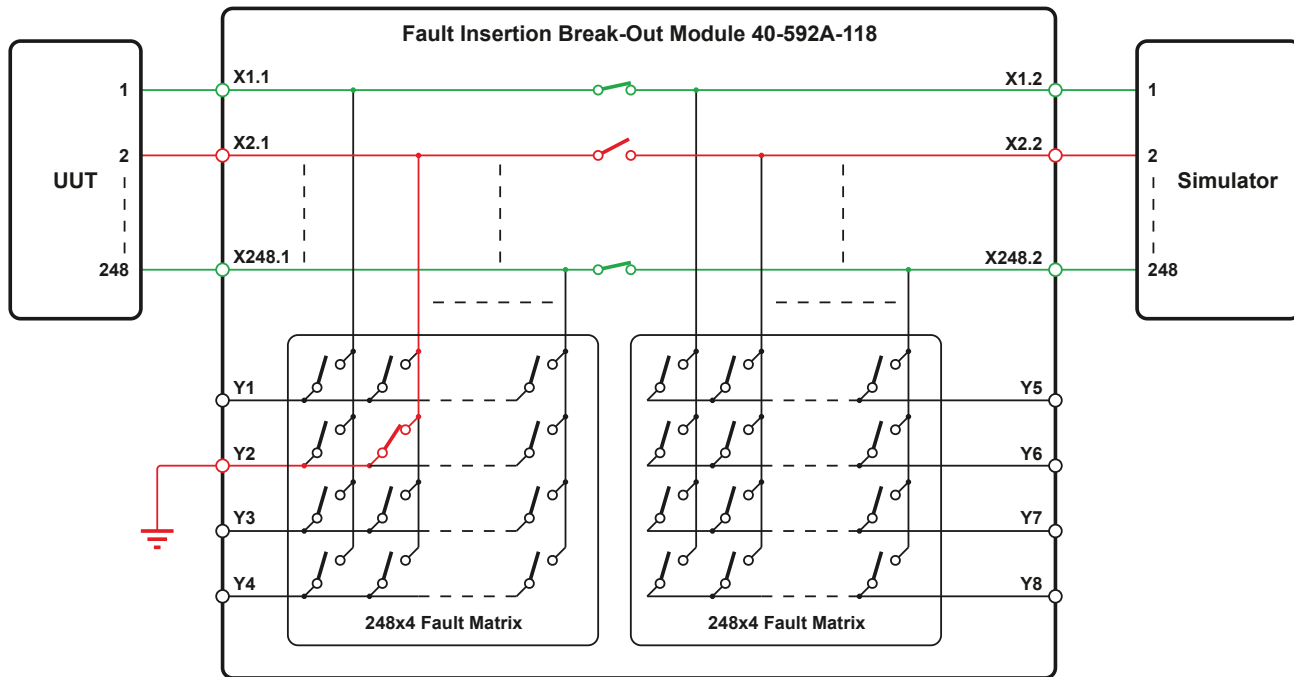 Fault Insertion Break-Out Module 40-592A-118
UUT
1
2
248
X1.1
X2.1
X248.1
X1.2
X2.2
X248.2
1
2
248
Simulator
Y1
Y2
Y3
Y4
Y5
Y6
Y7
Y8
248x4 Fault Matrix
248x4 Fault Matrix